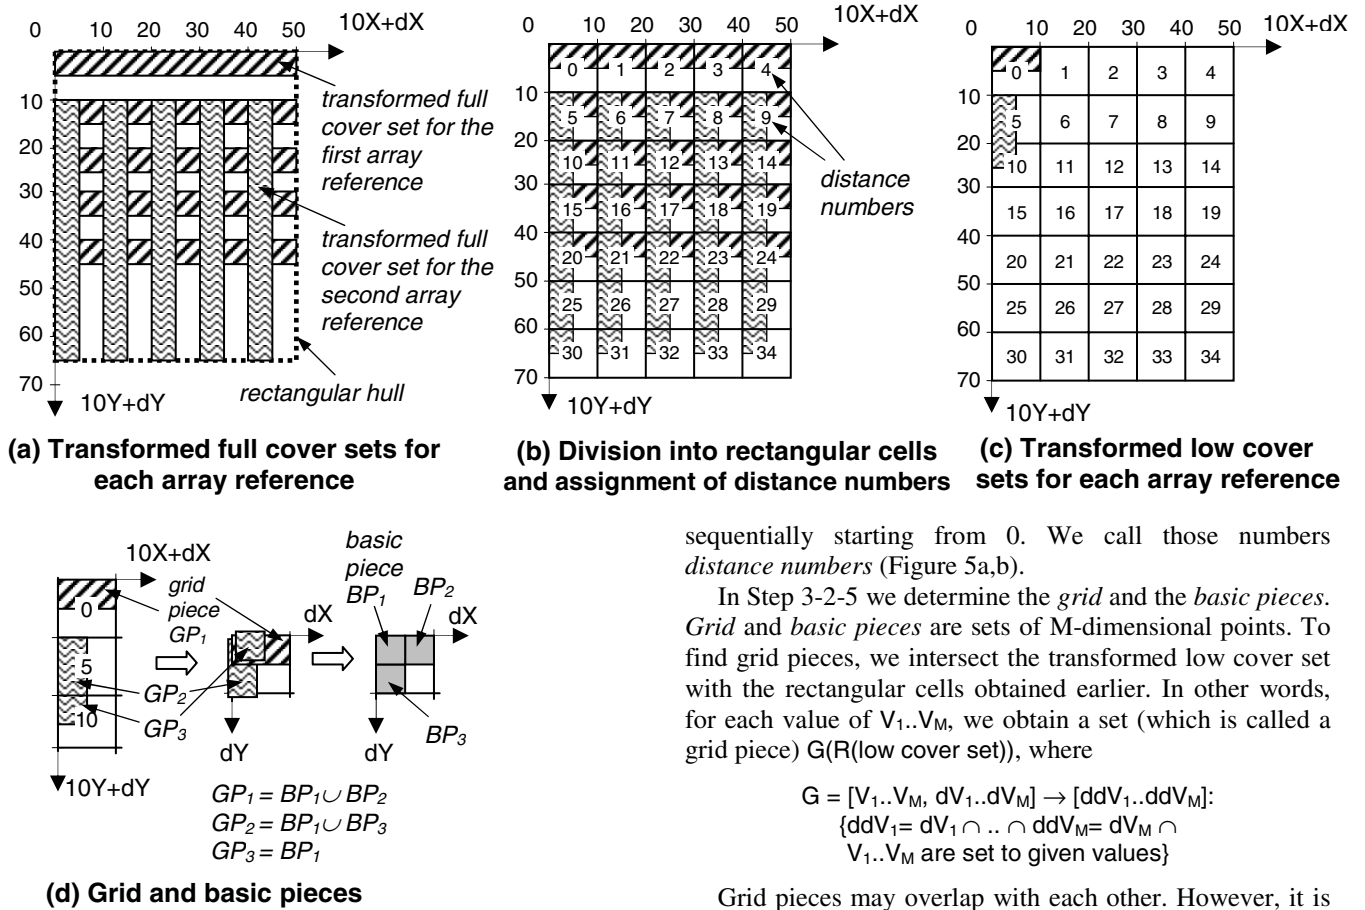 0 10 20 30 40 50 10X+dX
10
20
30
40
50
60
70
10Y+dY
transformed full
cover set for the
first array
reference
transformed full
cover set for the
second array
reference
rectangular hull
(a) Transformed full cover sets for
each array reference
0 10 20 30 40 50 10X+dX
0 1 2 3 4
10
5 6 7 8 9
20
10 11 12 13 14
30
15 16 17 18 19
40
20 21 22 23 24
50
25 26 27 28 29
60
30 31 32 33 34
70
10Y+dY
distance
numbers
(b) Division into rectangular cells
and assignment of distance numbers
0 10 20 30 40 50 10X+dX
0 1 2 3 4
10
5 6 7 8 9
20
10 11 12 13 14
30
15 16 17 18 19
40
20 21 22 23 24
50
25 26 27 28 29
60
30 31 32 33 34
70
10Y+dY
(c) Transformed low cover
sets for each array reference
10X+dX
0
5
10
10Y+dY
grid
piece
GP1
GP2
GP3
dX
dY
basic
piece
BP1
BP2
dX
BP3
dY
GP1 = BP1 ∪ BP2
GP2 = BP1 ∪ BP3
GP3 = BP1
(d) Grid and basic pieces
sequentially starting from 0. We call those numbers
distance numbers (Figure 5a,b).
In Step 3-2-5 we determine the grid and the basic pieces.
Grid and basic pieces are sets of M-dimensional points. To
find grid pieces, we intersect the transformed low cover set
with the rectangular cells obtained earlier. In other words,
for each value of V1..VM, we obtain a set (which is called a
grid piece) G(R(low cover set)), where
G = [V1..VM, dV1..dVM] → [ddV1..ddVM]:
{ddV1= dV1 ∩ .. ∩ ddVM= dVM ∩
V1..VM are set to given values}
Grid pieces may overlap with each other. However, it is